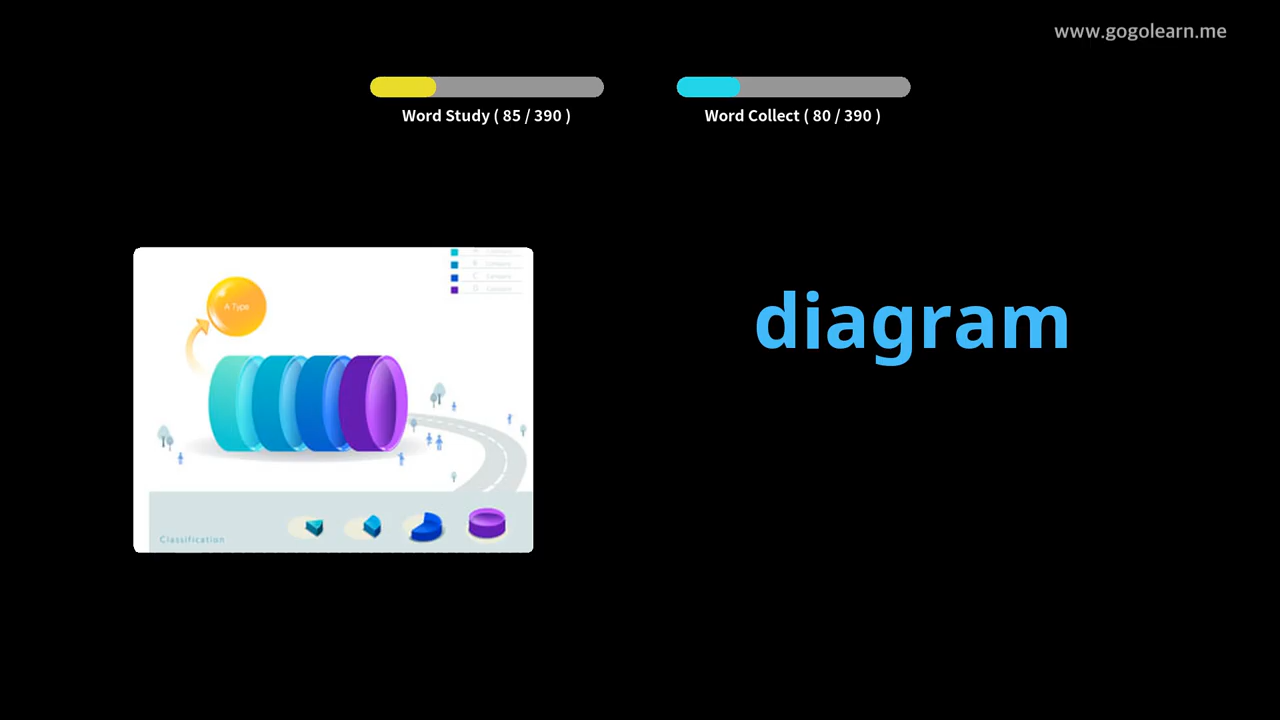 www.gogolearn.me
Word Study ( 85 / 390 )
Word Collect ( 80 / 390 )
A Type
diagram
C
Classification